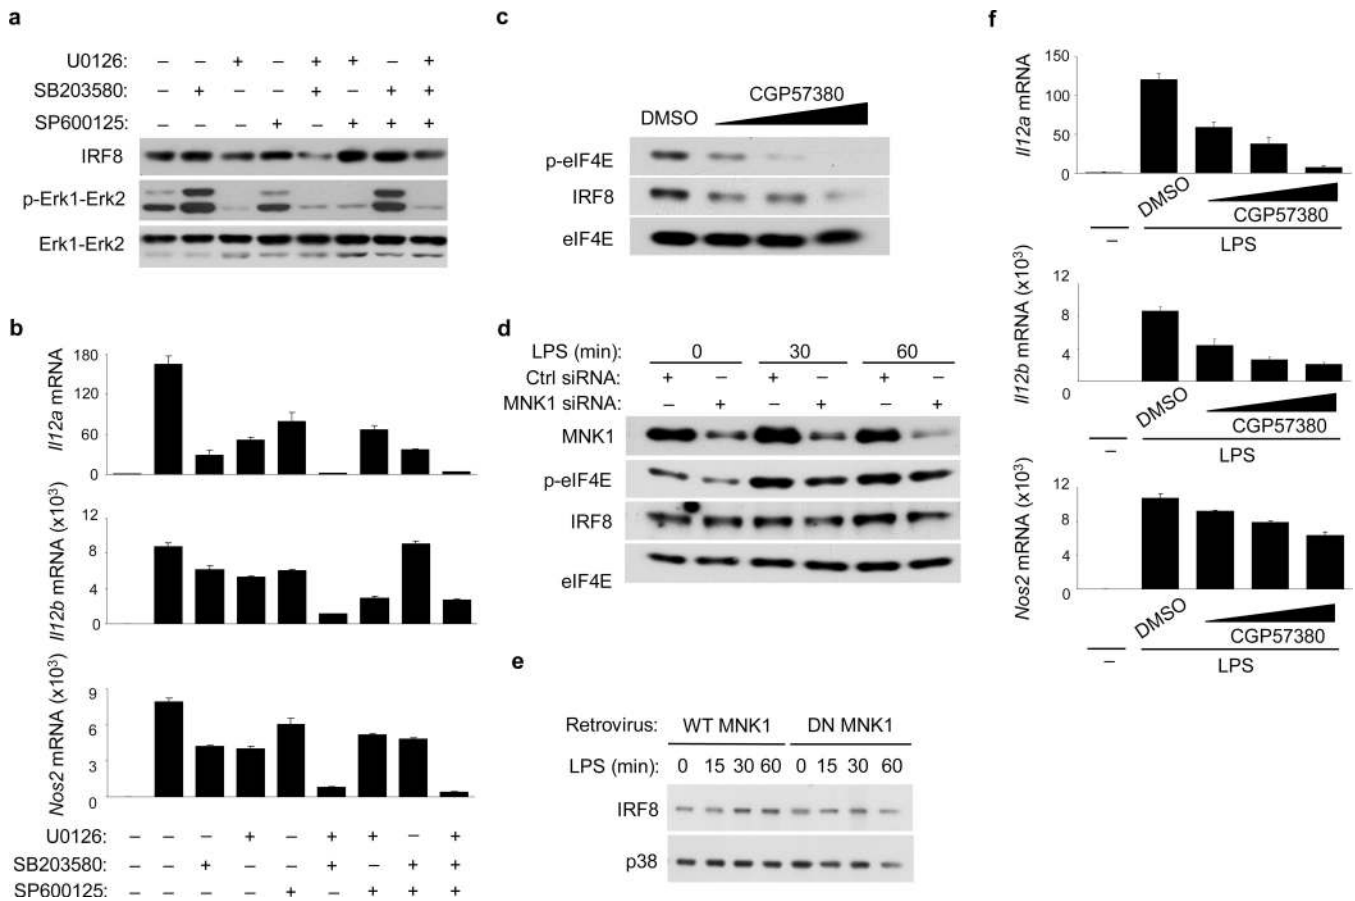 a
U0126: – – + – + + – +
SB203580: – + – – + – + +
SP600125: – – – + – + + +
IRF8
p-Erk1-Erk2
Erk1-Erk2
b
Il12a mRNA
180
120
60
0
Il12b mRNA (x10³)
12
8
4
0
Nos2 mRNA (x10³)
9
6
3
0
U0126: – – – + – + + – +
SB203580: – – + – – + – + +
SP600125: – – – – + – + + +
c
CGP57380
DMSO
p-eIF4E
IRF8
eIF4E
d
LPS (min): 0 30 60
Ctrl siRNA: + – + – + –
MNK1 siRNA: – + – + – +
MNK1
p-eIF4E
IRF8
eIF4E
e
Retrovirus: WT MNK1 DN MNK1
LPS (min): 0 15 30 60 0 15 30 60
IRF8
p38
f
Il12a mRNA
150
100
50
0
DMSO
CGP57380
– LPS
Il12b mRNA (x10³)
12
8
4
0
DMSO
CGP57380
– LPS
Nos2 mRNA (x10³)
12
8
4
0
DMSO
CGP57380
– LPS